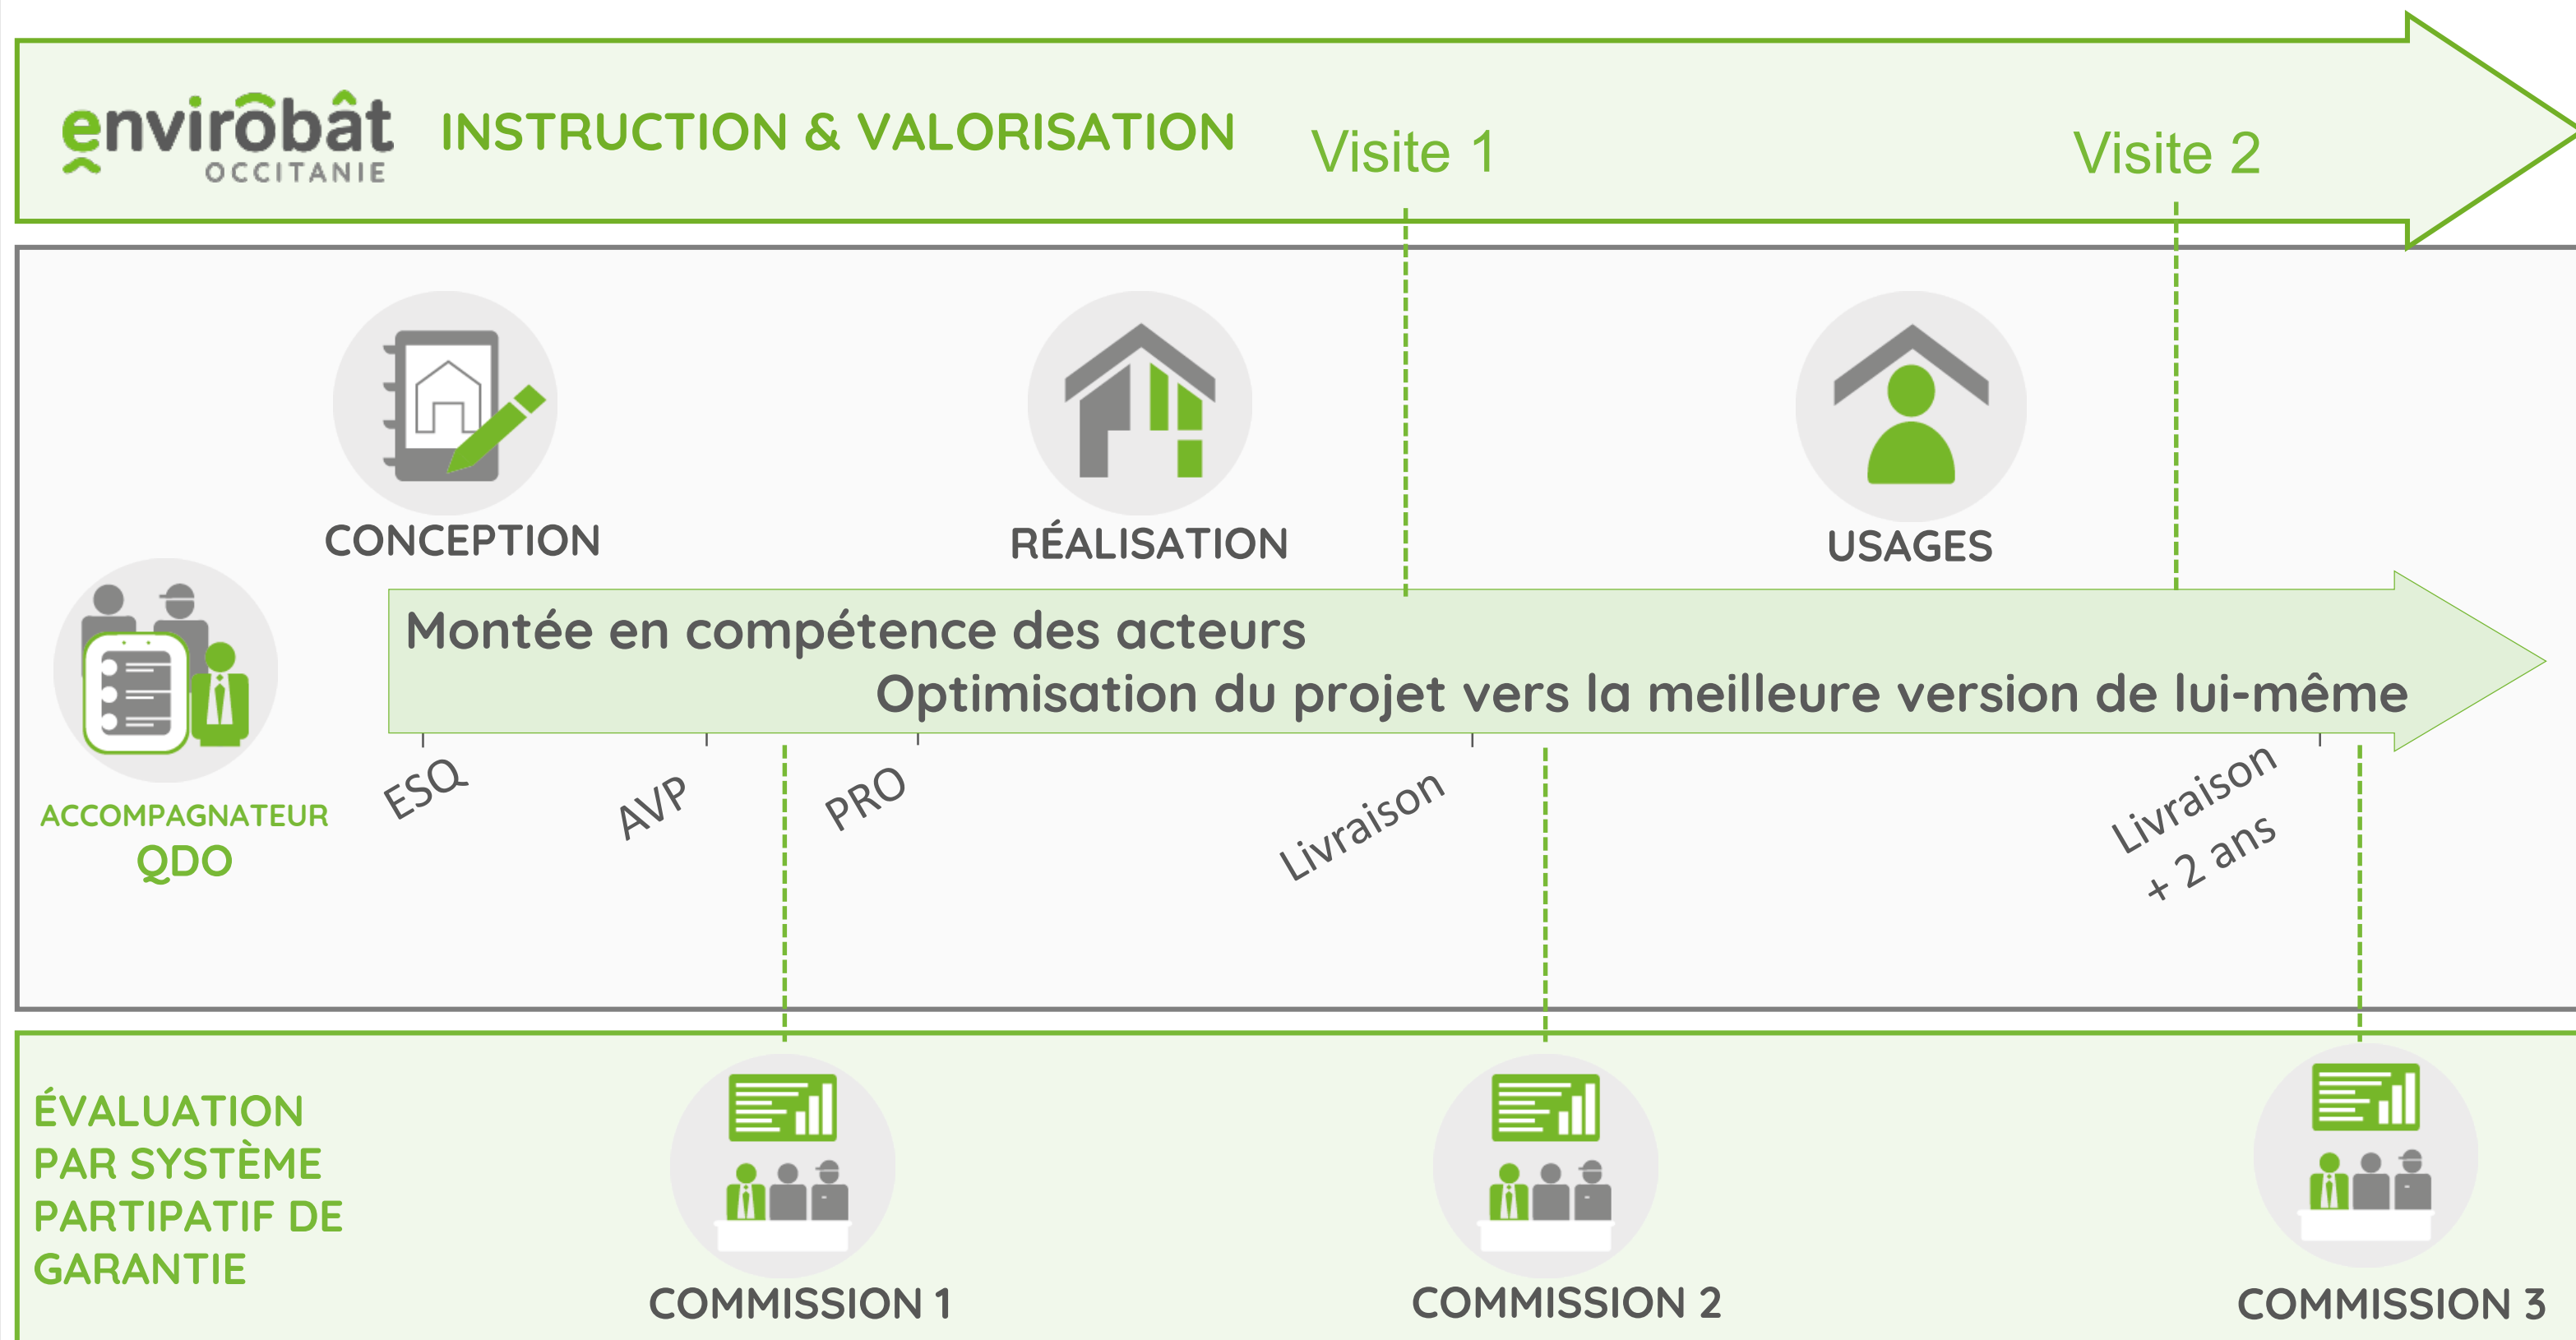 envirobat
OCCITANIE
INSTRUCTION & VALORISATION
Visite 1
Visite 2
CONCEPTION
RÉALISATION
USAGES
Montée en compétence des acteurs
Optimisation du projet vers la meilleure version de lui-même
ACCOMPAGNATEUR
QDO
ESQ
AVP
PRO
Livraison
Livraison
+ 2 ans
ÉVALUATION
PAR SYSTÈME
PARTIPATIF DE
GARANTIE
COMMISSION 1
COMMISSION 2
COMMISSION 3